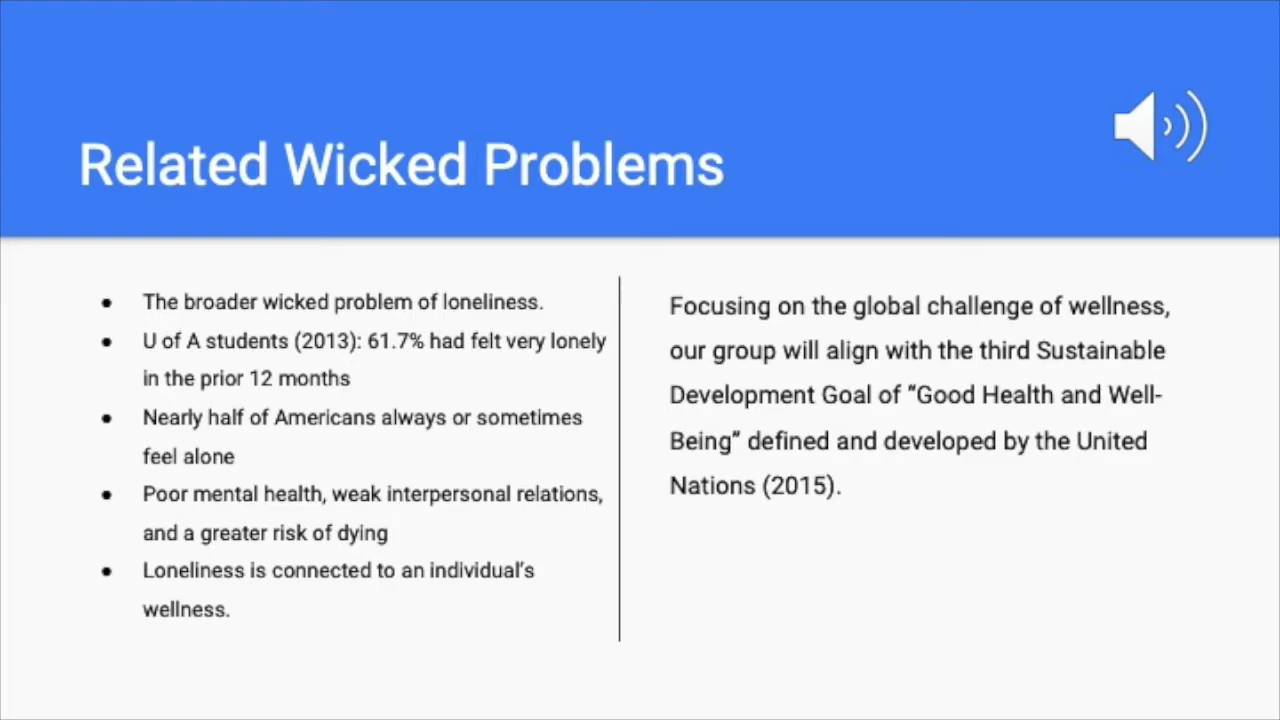 Related Wicked Problems
● The broader wicked problem of loneliness.
● U of A students (2013): 61.7% had felt very lonely
in the prior 12 months
● Nearly half of Americans always or sometimes
feel alone
● Poor mental health, weak interpersonal relations,
and a greater risk of dying
● Loneliness is connected to an individual’s
wellness.
Focusing on the global challenge of wellness,
our group will align with the third Sustainable
Development Goal of “Good Health and Well-
Being” defined and developed by the United
Nations (2015).